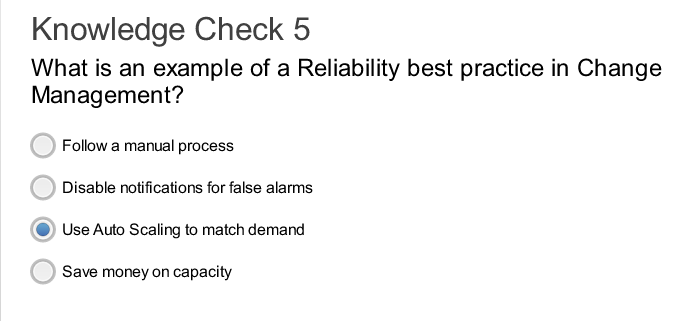 Knowledge Check 5
What is an example of a Reliability best practice in Change
Management?
Follow a manual process
Disable notifications for false alarms
Use Auto Scaling to match demand
Save money on capacity